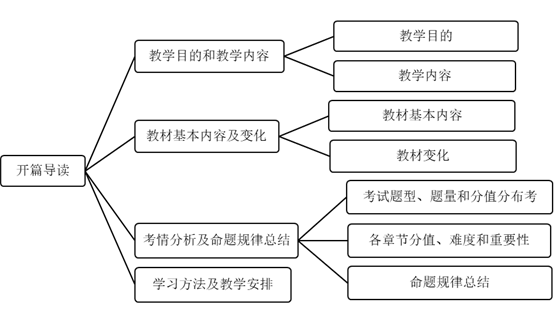 开篇导读
教学目的和教学内容
教学目的
教学内容
教材基本内容及变化
教材基本内容
教材变化
考情分析及命题规律总结
考试题型、题量和分值分布考
各章节分值、难度和重要性
命题规律总结
学习方法及教学安排